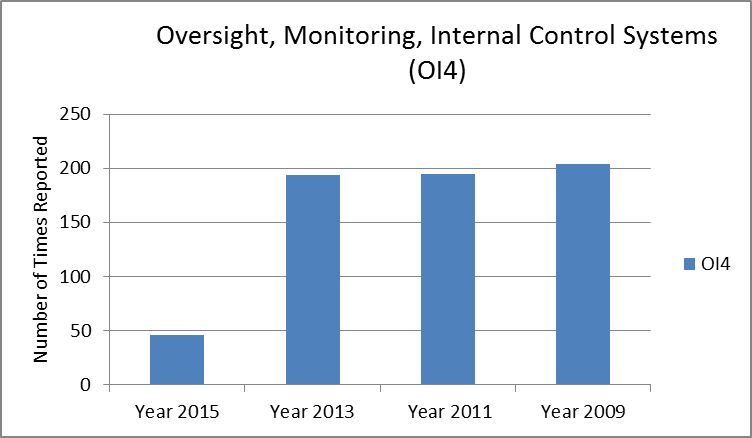 Oversight, Monitoring, Internal Control Systems
(OI4)
Number of Times Reported
250
200
150
100
50
0
Year 2015 Year 2013 Year 2011 Year 2009
OI4